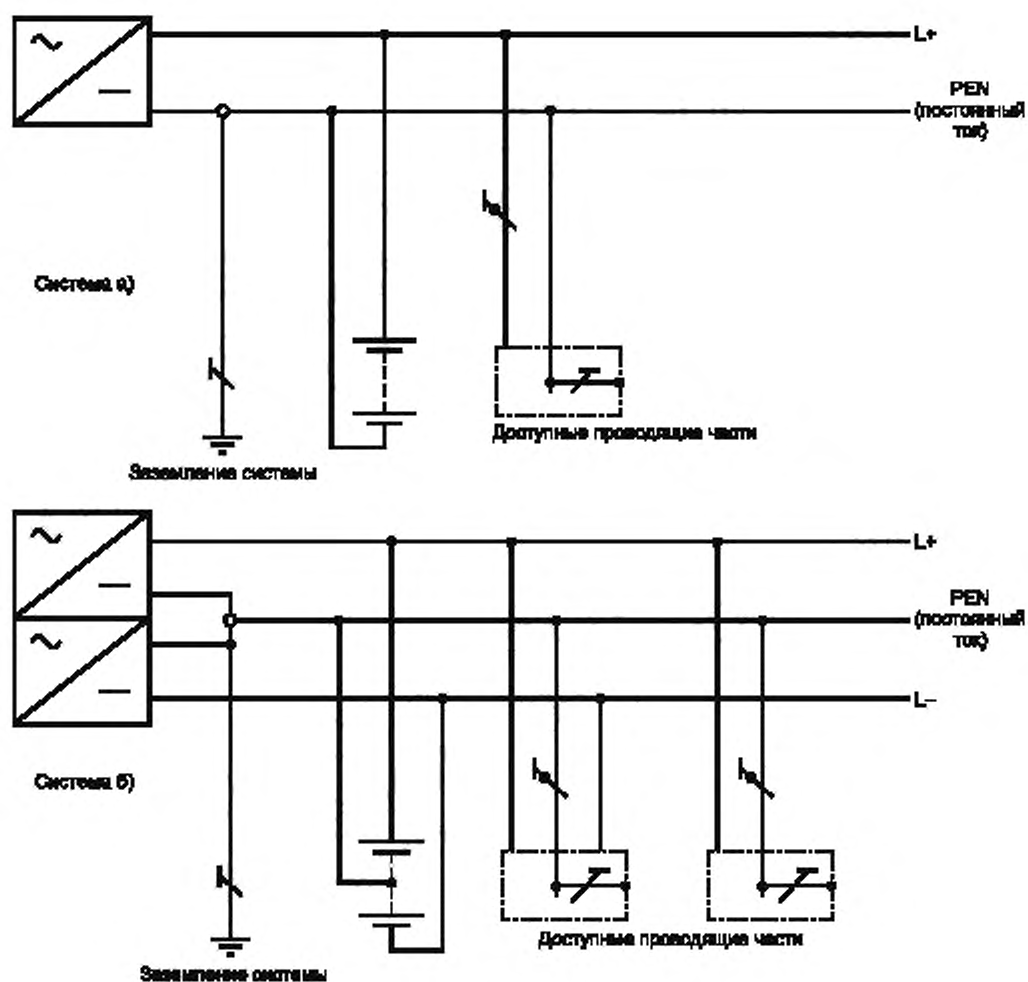 L+
PEN
(постоянный
ток)
Система а)
Доступные проводящие части
Заземление системы
L+
PEN
(постоянный
ток)
L–
Система б)
Доступные проводящие части
Заземление системы